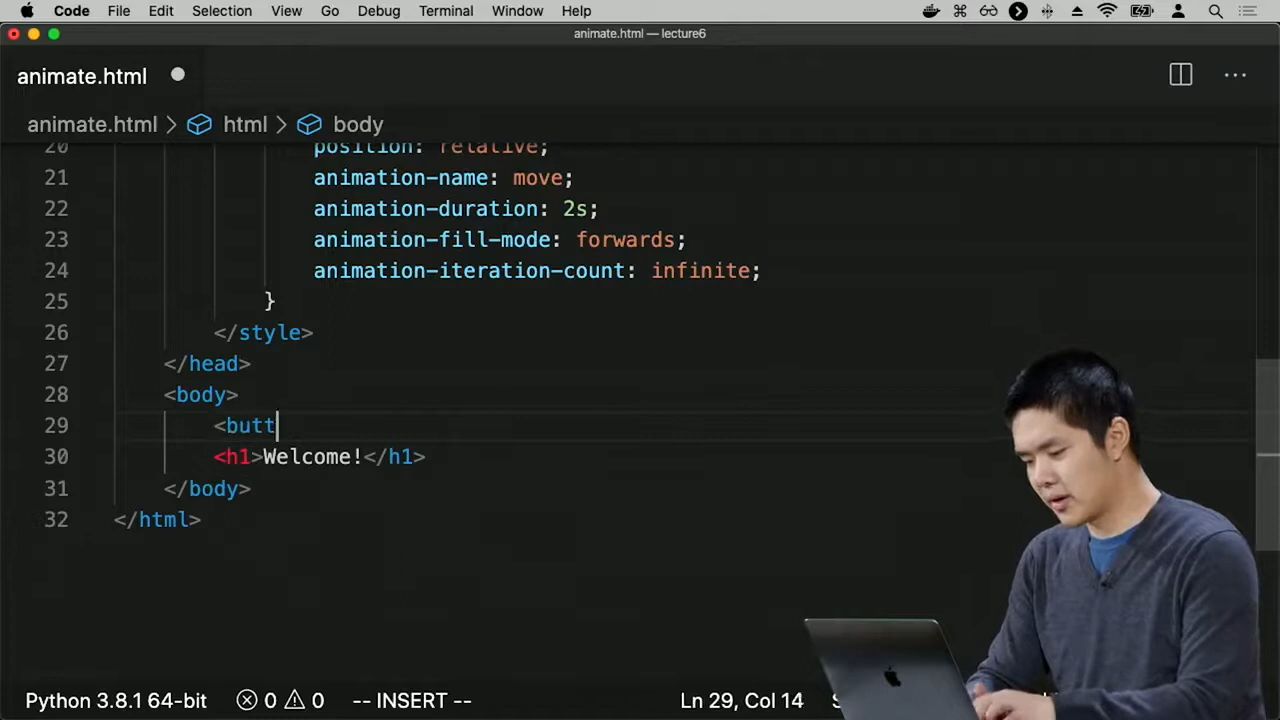 Code File Edit Selection View Go Debug Terminal Window Help
animate.html — lecture6
animate.html
animate.html > html > body
20 position: relative;
21 animation-name: move;
22 animation-duration: 2s;
23 animation-fill-mode: forwards;
24 animation-iteration-count: infinite;
25 }
26 </style>
27 </head>
28 <body>
29 <butt
30 <h1>Welcome!</h1>
31 </body>
32 </html>
Python 3.8.1 64-bit 0 0 -- INSERT -- Ln 29, Col 14